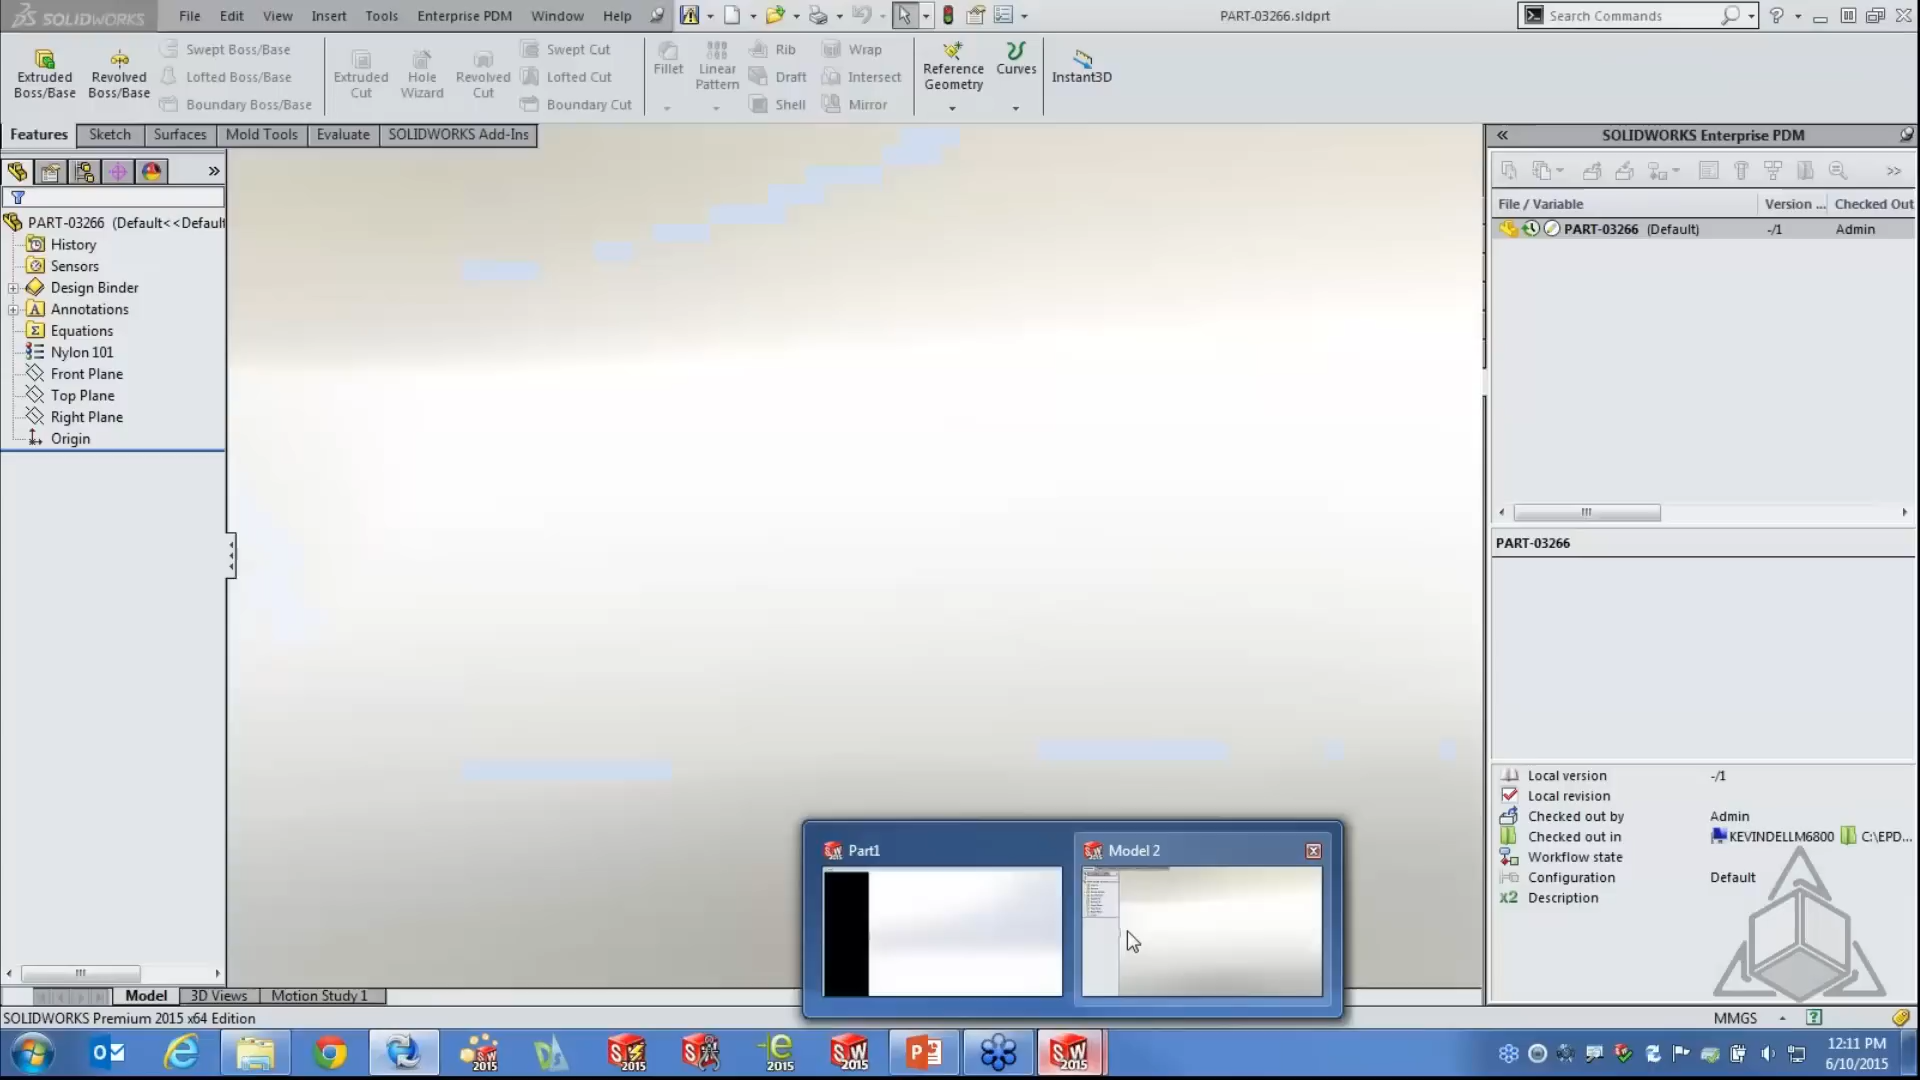 SOLIDWORKS File Edit View Insert Tools Enterprise PDM Window Help PART-03266.sldprt Search Commands
Extruded Boss/Base
Revolved Boss/Base
Swept Boss/Base
Lofted Boss/Base
Boundary Boss/Base
Extruded Cut
Hole Wizard
Revolved Cut
Swept Cut
Lofted Cut
Boundary Cut
Fillet
Linear Pattern
Rib
Draft
Shell
Wrap
Intersect
Mirror
Reference Geometry
Curves
Instant3D
Features Sketch Surfaces Mold Tools Evaluate SOLIDWORKS Add-Ins
PART-03266 (Default<<Defaul
History
Sensors
Design Binder
Annotations
Equations
Nylon 101
Front Plane
Top Plane
Right Plane
Origin
SOLIDWORKS Enterprise PDM
File / Variable Version ... Checked Out
PART-03266 (Default) -/1 Admin
PART-03266
Local version -/1
Local revision
Checked out by Admin
Checked out in KEVINDELLM6800 C:\EPD...
Workflow state
Configuration Default
x2 Description
Part1
Model 2
Model 3D Views Motion Study 1
SOLIDWORKS Premium 2015 x64 Edition
MMGS
12:11 PM
6/10/2015